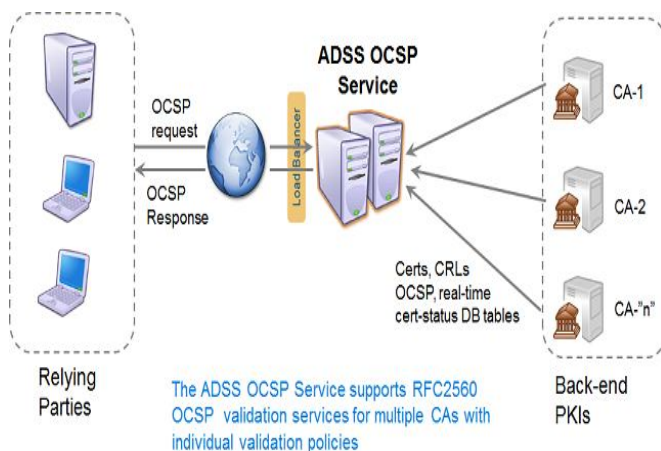 ADSS OCSP
Service
OCSP
request
OCSP
Response
Load Balancer
CA-1
CA-2
CA-"n"
Certs, CRLs
OCSP, real-time
cert-status DB tables
Relying
Parties
The ADSS OCSP Service supports RFC2560
OCSP validation services for multiple CAs with
individual validation policies
Back-end
PKIs